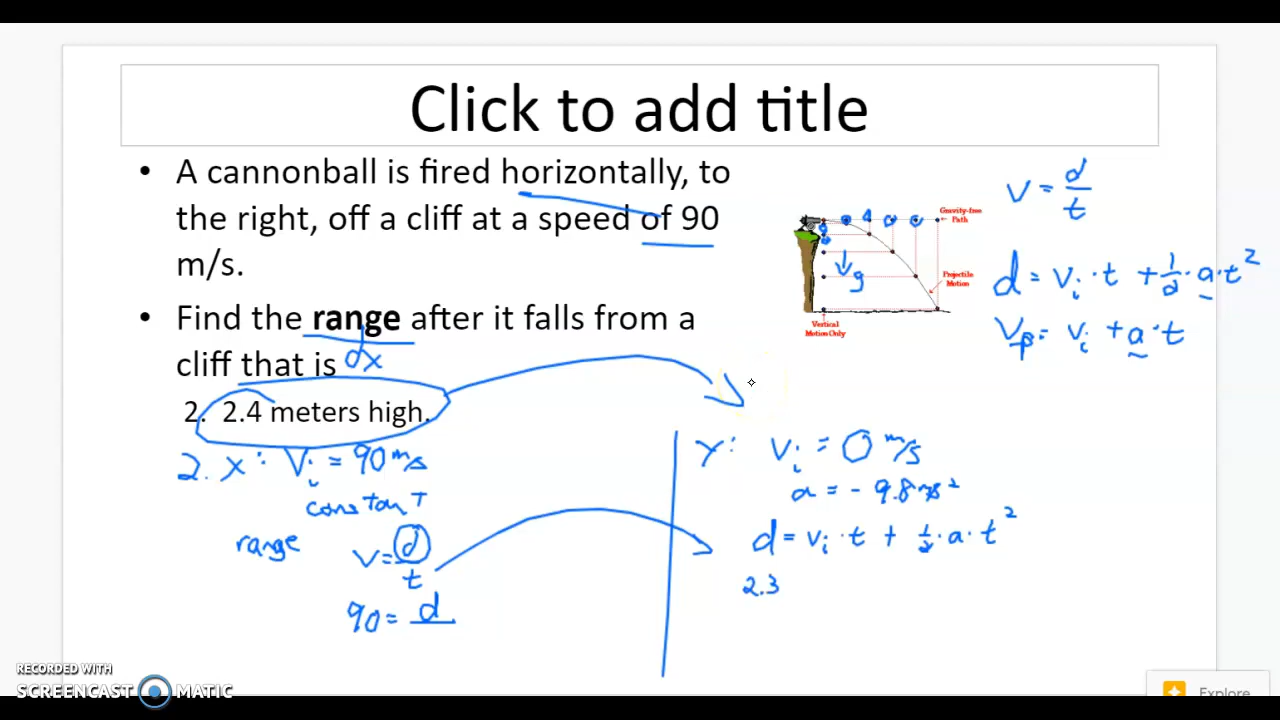 Click to add title
• A cannonball is fired horizontally, to
the right, off a cliff at a speed of 90
m/s.
• Find the range after it falls from a
cliff that is dx
2. 2.4 meters high.
Gravity-free
Path
Projectile
Motion
Vertical
Motion Only
g
v = d/t
d = vi · t + 1/2 · a · t²
vf = vi + a · t
2. x: Vi = 90 m/s
constant
range
v = d/t
90 = d
Y: Vi = 0 m/s
a = - 9.8 m/s²
d = vi · t + 1/2 · a · t²
2.3
RECORDED WITH
SCREENCAST MATIC
Explore